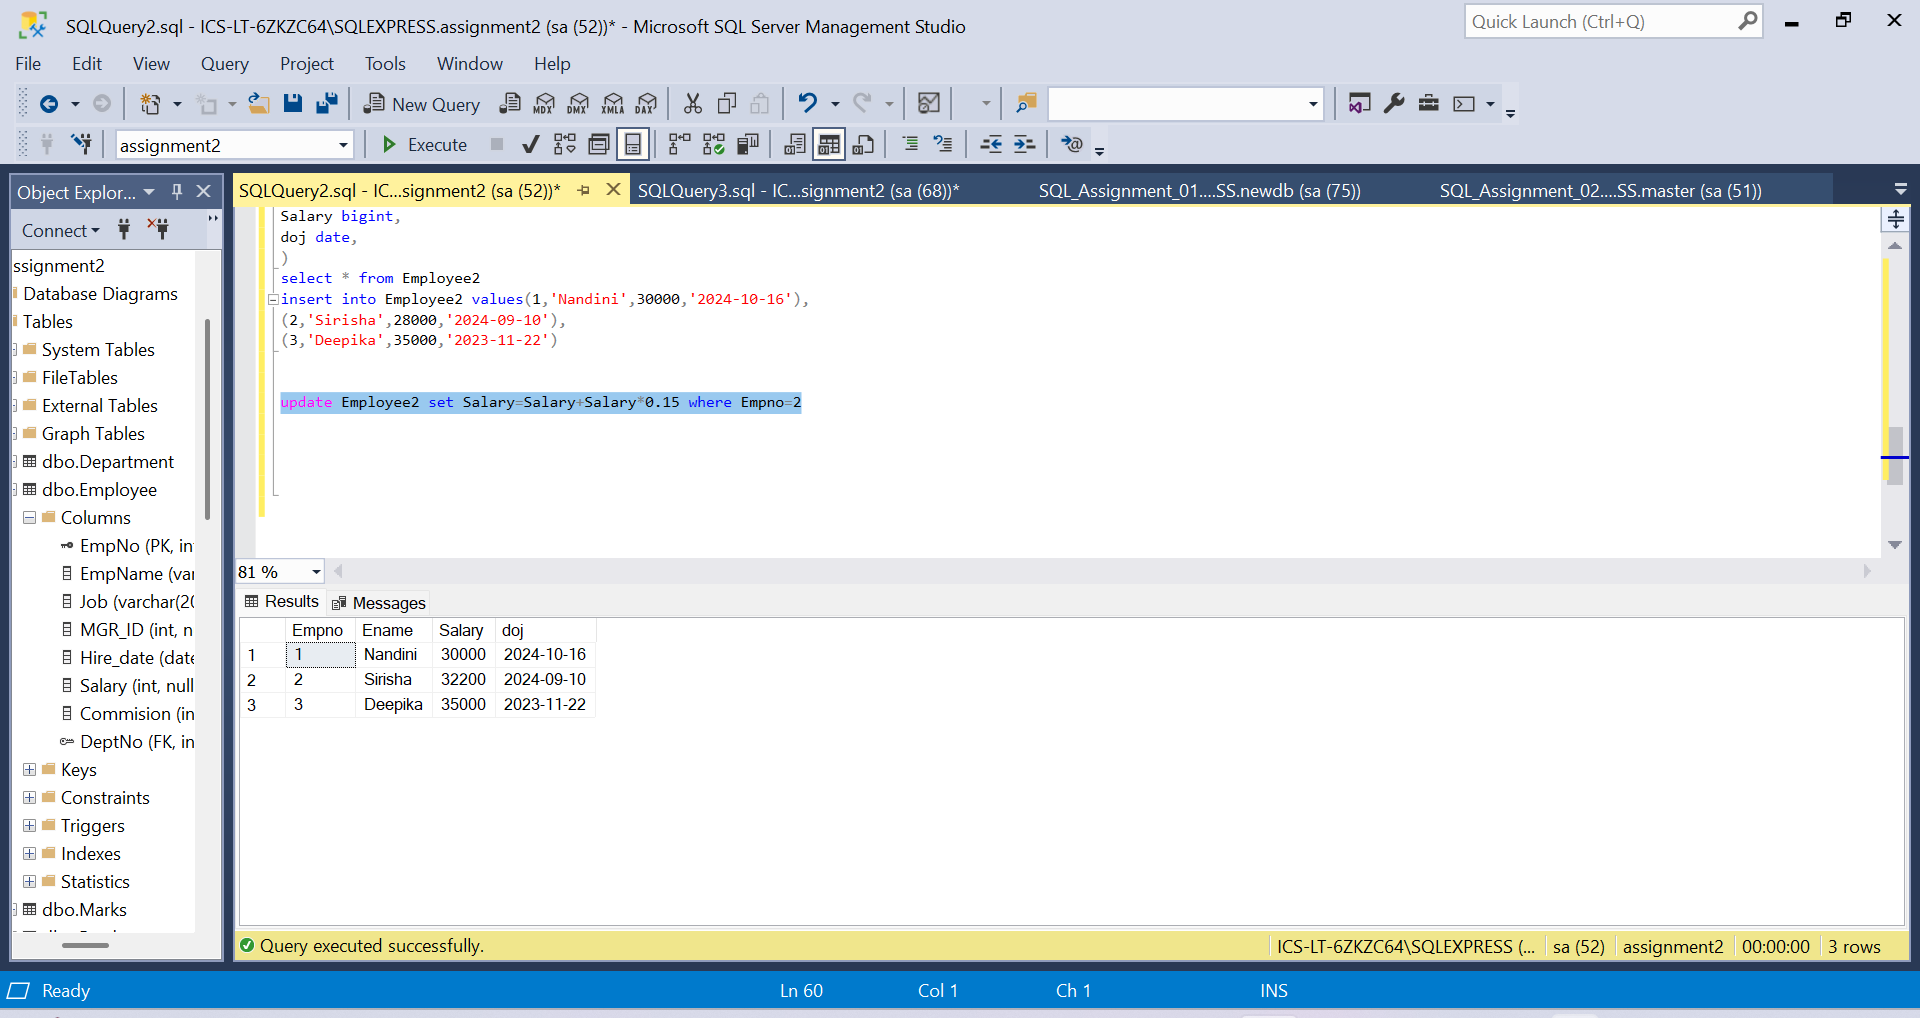 SQLQuery2.sql - ICS-LT-6ZKZC64\SQLEXPRESS.assignment2 (sa (52))* - Microsoft SQL Server Management Studio
Quick Launch (Ctrl+Q)
File Edit View Query Project Tools Window Help
New Query MDX DMX XMLA DAX
assignment2 Execute
Object Explor...
SQLQuery2.sql - IC...signment2 (sa (52))* SQLQuery3.sql - IC...signment2 (sa (68))* SQL_Assignment_01....SS.newdb (sa (75)) SQL_Assignment_02....SS.master (sa (51))
Connect
ssignment2
Database Diagrams
Tables
System Tables
FileTables
External Tables
Graph Tables
dbo.Department
dbo.Employee
Columns
EmpNo (PK, in
EmpName (var
Job (varchar(20
MGR_ID (int, n
Hire_date (date
Salary (int, null
Commision (in
DeptNo (FK, in
Keys
Constraints
Triggers
Indexes
Statistics
dbo.Marks
Salary bigint,
doj date,
)
select * from Employee2
insert into Employee2 values(1,'Nandini',30000,'2024-10-16'),
(2,'Sirisha',28000,'2024-09-10'),
(3,'Deepika',35000,'2023-11-22')
update Employee2 set Salary=Salary+Salary*0.15 where Empno=2
81 %
Results Messages
Empno Ename Salary doj
1 1 Nandini 30000 2024-10-16
2 2 Sirisha 32200 2024-09-10
3 3 Deepika 35000 2023-11-22
Query executed successfully. ICS-LT-6ZKZC64\SQLEXPRESS (... sa (52) assignment2 00:00:00 3 rows
Ready Ln 60 Col 1 Ch 1 INS